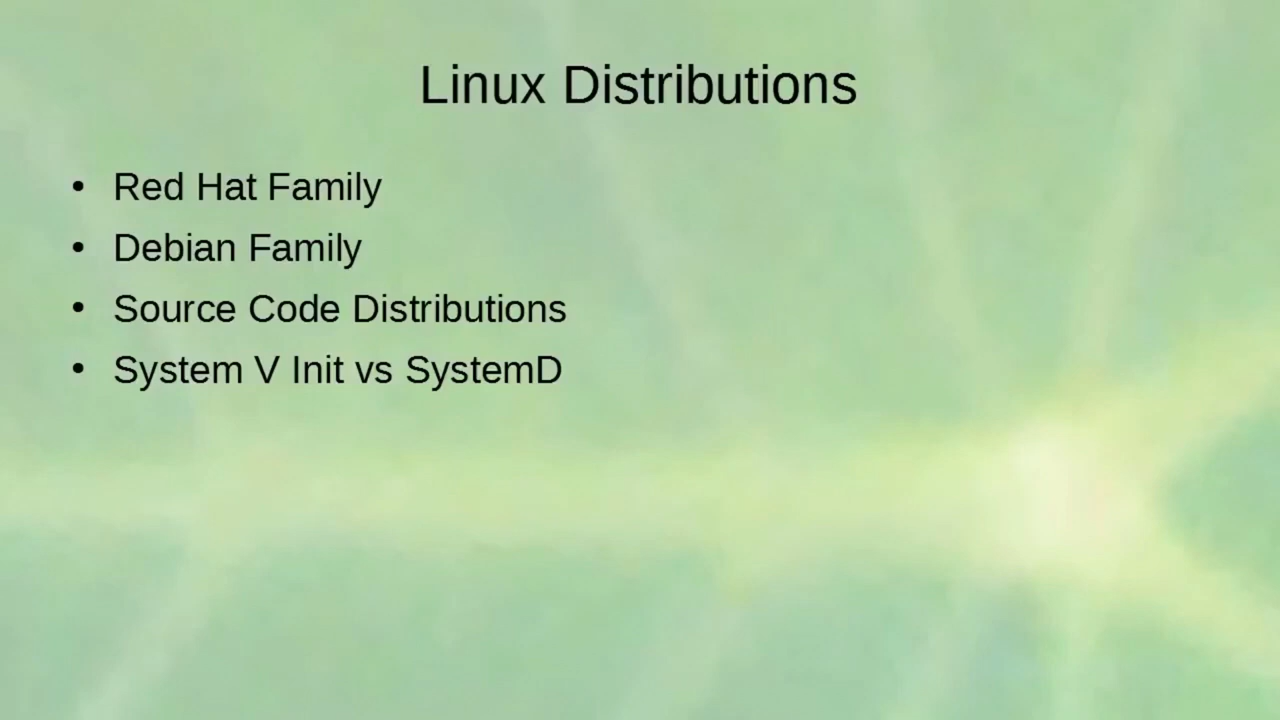 Linux Distributions
• Red Hat Family
• Debian Family
• Source Code Distributions
• System V Init vs SystemD